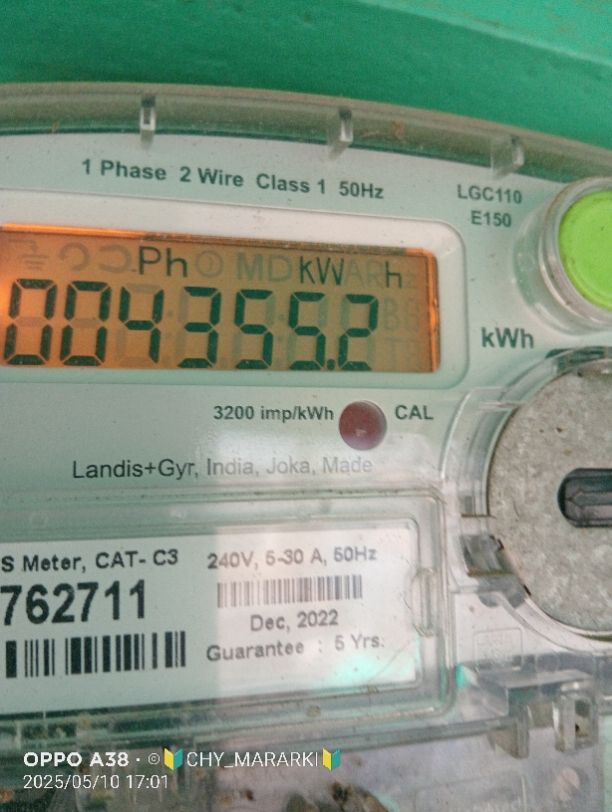 1 Phase 2 Wire Class 1 50Hz
LGC110
E150
Ph MD kW h
004355.2
kWh
3200 imp/kWh CAL
Landis+Gyr, India, Joka, Made
S Meter, CAT- C3
762711
240V, 5-30 A, 50Hz
Dec, 2022
Guarantee : 5 Yrs.
OPPO A38 · ©🔰CHY_MARARKI🔰
2025/05/10 17:01